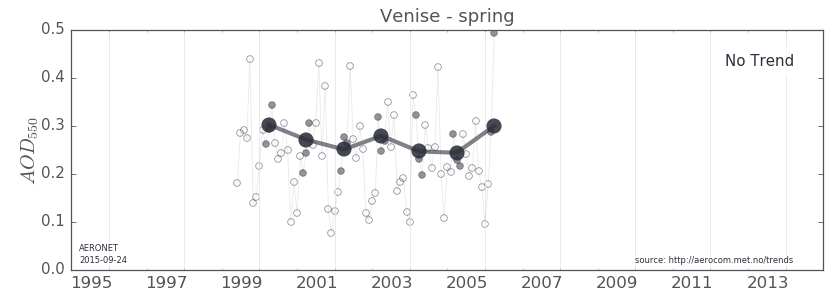 Venise - spring
0.5
0.4
0.3
0.2
0.1
0.0
AOD550
No Trend
AERONET
2015-09-24
source: http://aerocom.met.no/trends
1995 1997 1999 2001 2003 2005 2007 2009 2011 2013